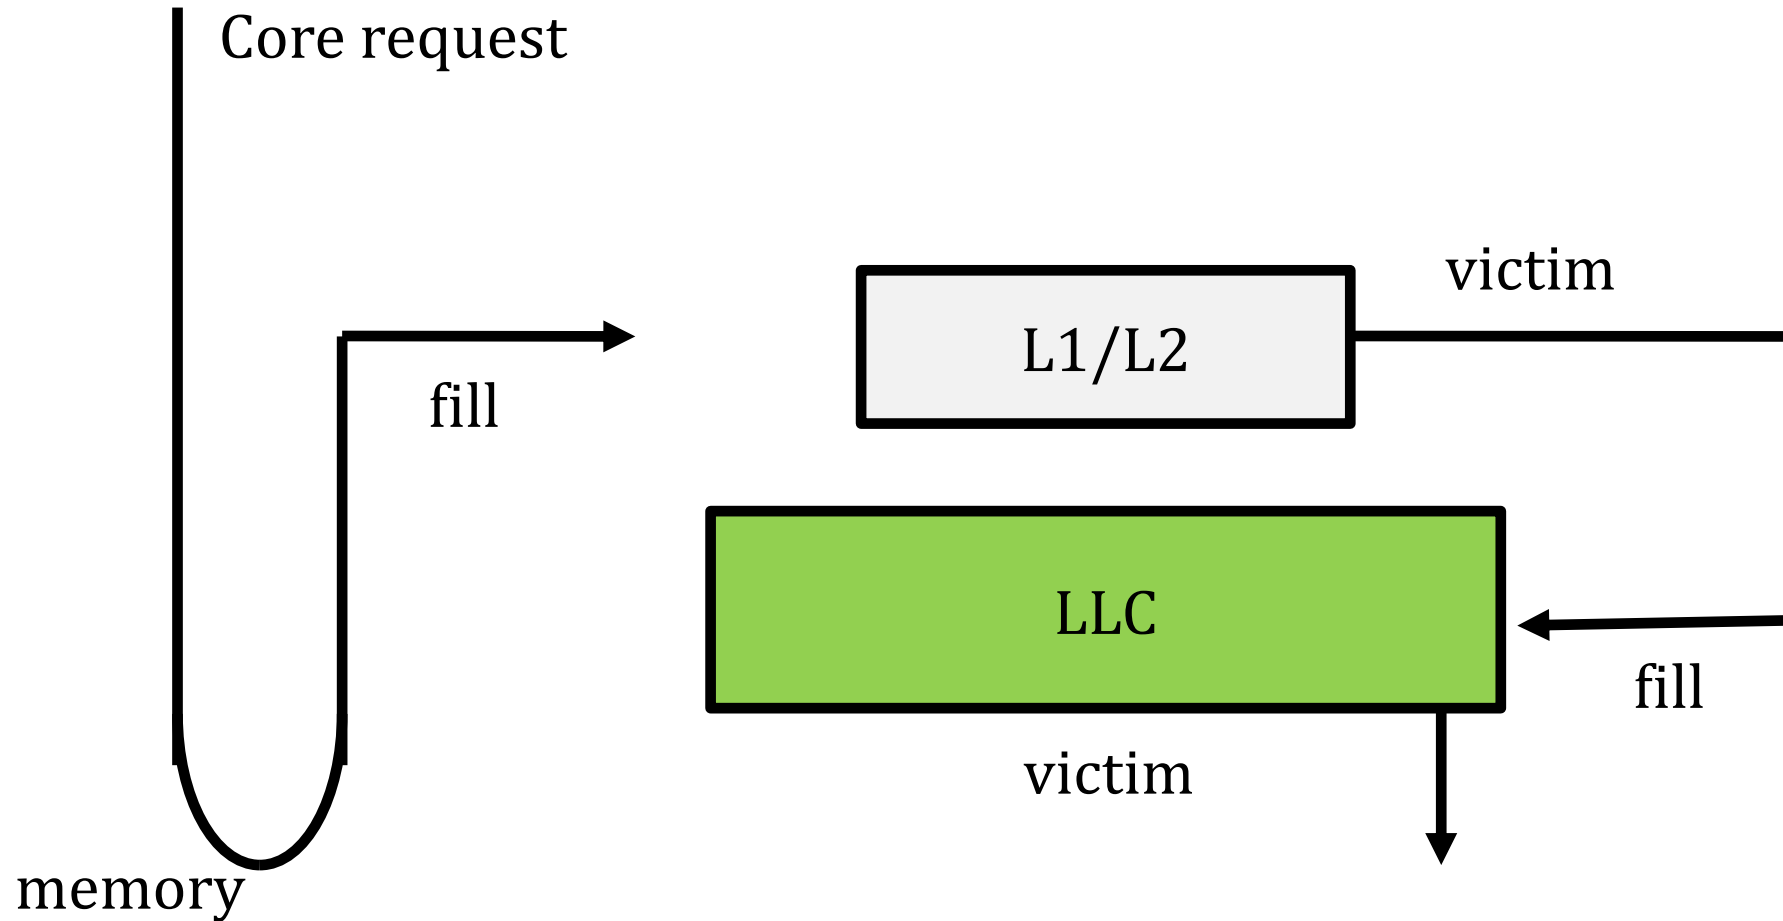 Core request
victim
L1/L2
fill
LLC
fill
victim
memory